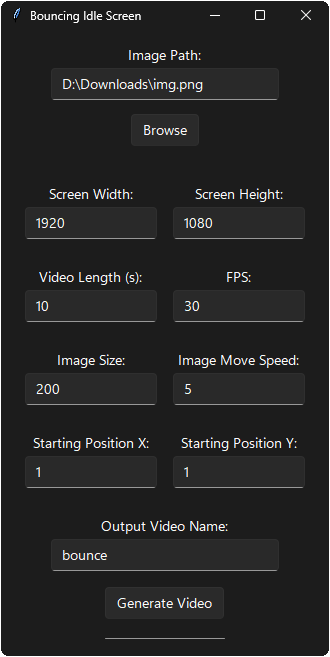 Bouncing Idle Screen
Image Path:
D:\Downloads\img.png
Browse
Screen Width: Screen Height:
1920 1080
Video Length (s): FPS:
10 30
Image Size: Image Move Speed:
200 5
Starting Position X: Starting Position Y:
1 1
Output Video Name:
bounce
Generate Video